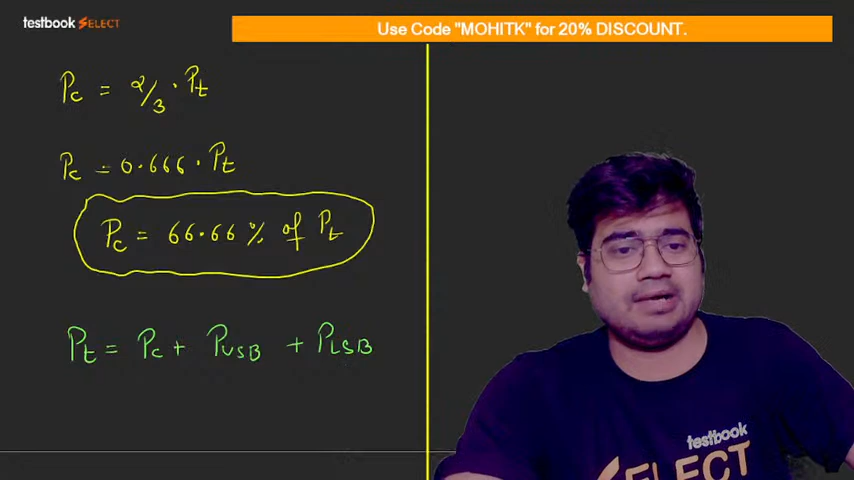 testbook SELECT
Use Code "MOHITK" for 20% DISCOUNT.
Pc = 2/3 · Pt
Pc = 0.666 · Pt
Pc = 66.66 % of Pt
Pt = Pc + PUSB + PLSB
testbook
SELECT